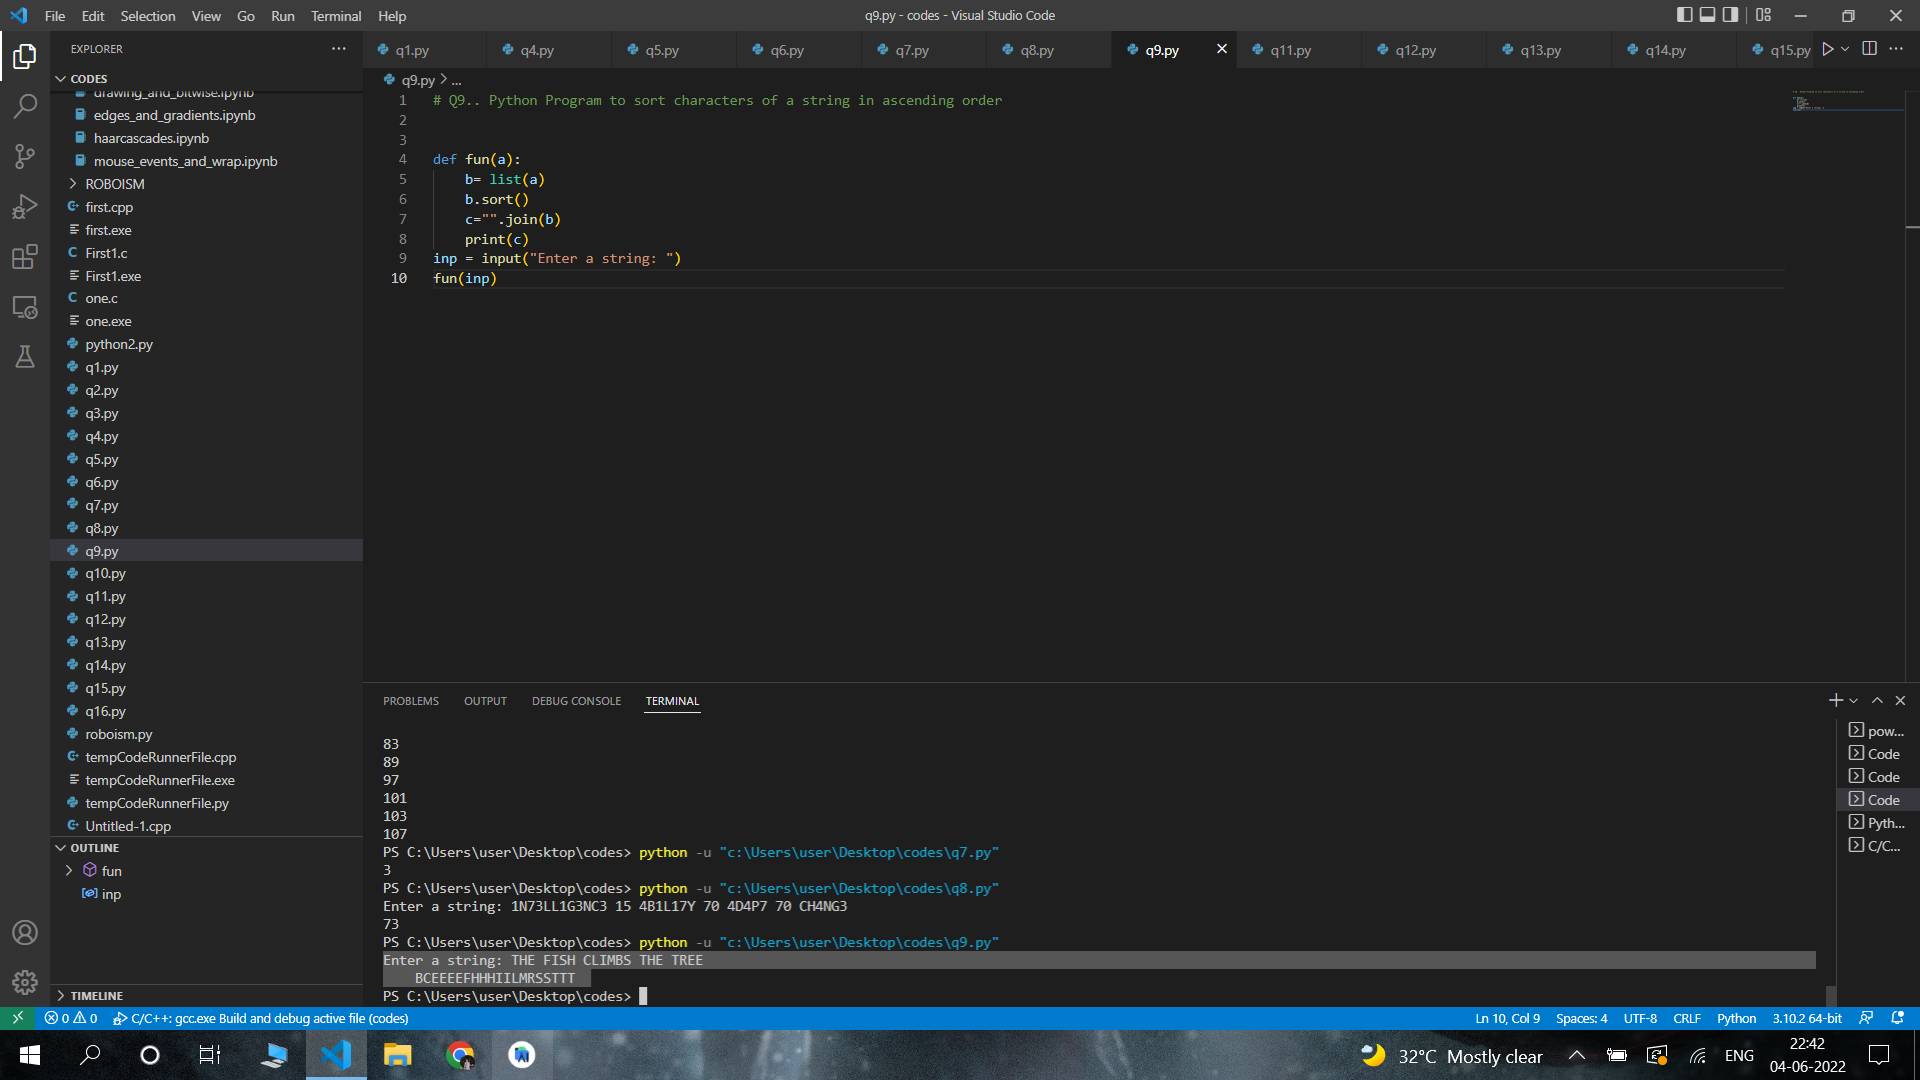 File Edit Selection View Go Run Terminal Help
q9.py - codes - Visual Studio Code
EXPLORER
q1.py q4.py q5.py q6.py q7.py q8.py q9.py q11.py q12.py q13.py q14.py q15.py
CODES
drawing_and_bitwise.ipynb
edges_and_gradients.ipynb
haarcascades.ipynb
mouse_events_and_wrap.ipynb
ROBOISM
first.cpp
first.exe
First1.c
First1.exe
one.c
one.exe
python2.py
q1.py
q2.py
q3.py
q4.py
q5.py
q6.py
q7.py
q8.py
q9.py
q10.py
q11.py
q12.py
q13.py
q14.py
q15.py
q16.py
roboism.py
tempCodeRunnerFile.cpp
tempCodeRunnerFile.exe
tempCodeRunnerFile.py
Untitled-1.cpp
OUTLINE
fun
inp
TIMELINE
q9.py > ...
1 # Q9.. Python Program to sort characters of a string in ascending order
2
3
4 def fun(a):
5 b= list(a)
6 b.sort()
7 c="".join(b)
8 print(c)
9 inp = input("Enter a string: ")
10 fun(inp)
PROBLEMS OUTPUT DEBUG CONSOLE TERMINAL
83
89
97
101
103
107
PS C:\Users\user\Desktop\codes> python -u "c:\Users\user\Desktop\codes\q7.py"
3
PS C:\Users\user\Desktop\codes> python -u "c:\Users\user\Desktop\codes\q8.py"
Enter a string: 1N73LL1G3NC3 15 4B1L17Y 70 4D4P7 70 CH4NG3
73
PS C:\Users\user\Desktop\codes> python -u "c:\Users\user\Desktop\codes\q9.py"
Enter a string: THE FISH CLIMBS THE TREE
BCEEEEFHHHIILMRSSTTT
PS C:\Users\user\Desktop\codes>
pow...
Code
Code
Code
Pyth...
C/C...
0 0 C/C++: gcc.exe Build and debug active file (codes)
Ln 10, Col 9 Spaces: 4 UTF-8 CRLF Python 3.10.2 64-bit
32°C Mostly clear
ENG
22:42
04-06-2022